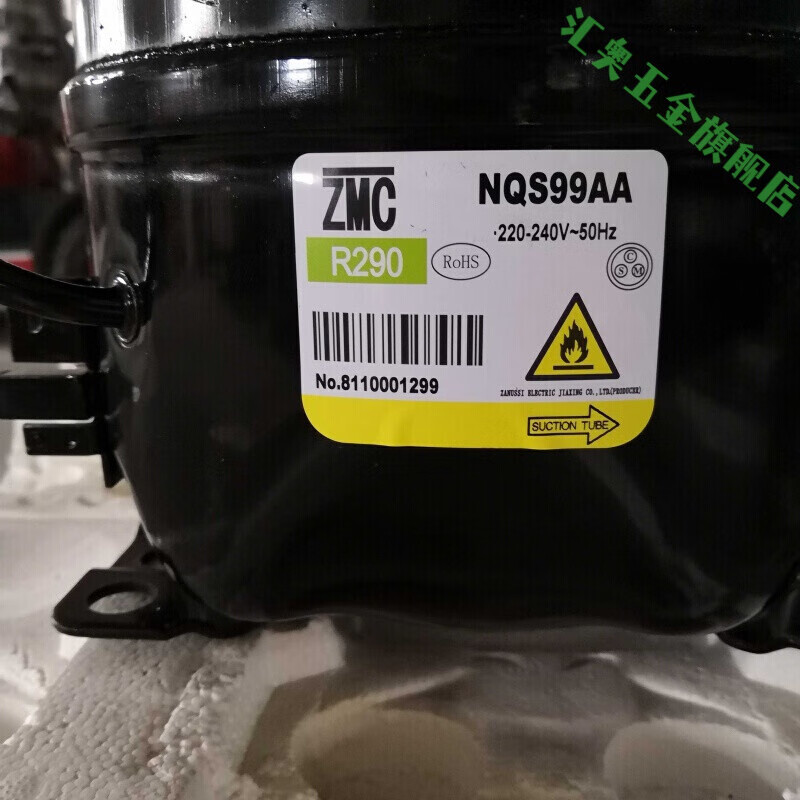 汇奥五金旗舰店
ZMC
NQS99AA
·220-240V~50Hz
R290
RoHS
C
S M
No.8110001299
ZANUSSI ELECTRIC JIAXING CO.,LTD.(PRODUCER)
SUCTION TUBE